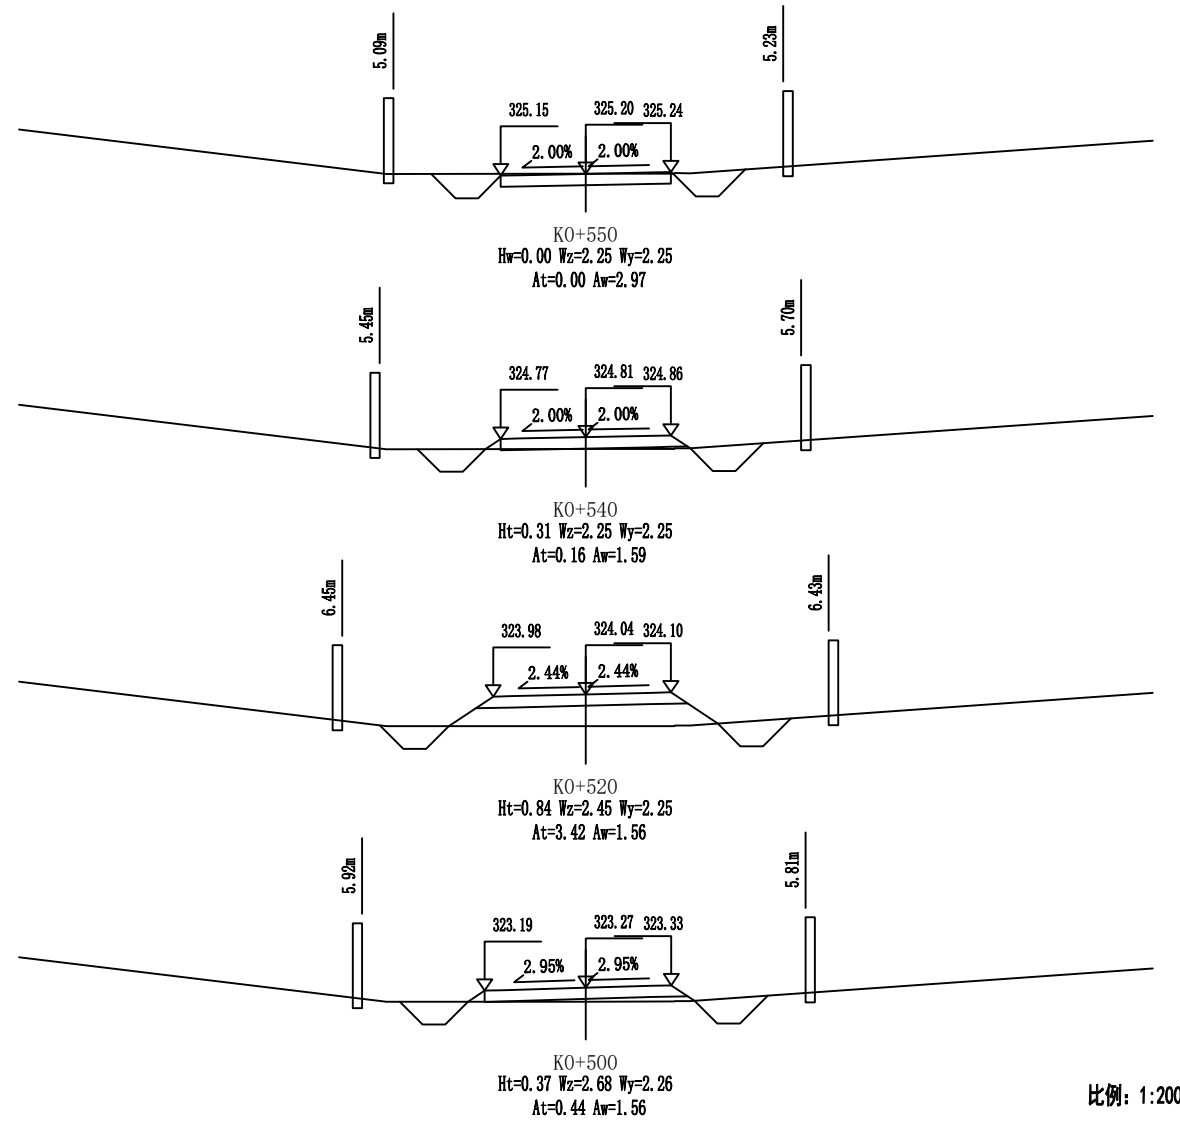 5.09m
5.23m
325.15 325.20 325.24
2.00% 2.00%
K0+550
Hw=0.00 Wz=2.25 Wy=2.25
At=0.00 Aw=2.97
5.45m
5.70m
324.77 324.81 324.86
2.00% 2.00%
K0+540
Ht=0.31 Wz=2.25 Wy=2.25
At=0.16 Aw=1.59
6.45m
6.43m
323.98 324.04 324.10
2.44% 2.44%
K0+520
Ht=0.84 Wz=2.45 Wy=2.25
At=3.42 Aw=1.56
5.92m
5.81m
323.19 323.27 323.33
2.95% 2.95%
K0+500
Ht=0.37 Wz=2.68 Wy=2.26
At=0.44 Aw=1.56
比例：1:200